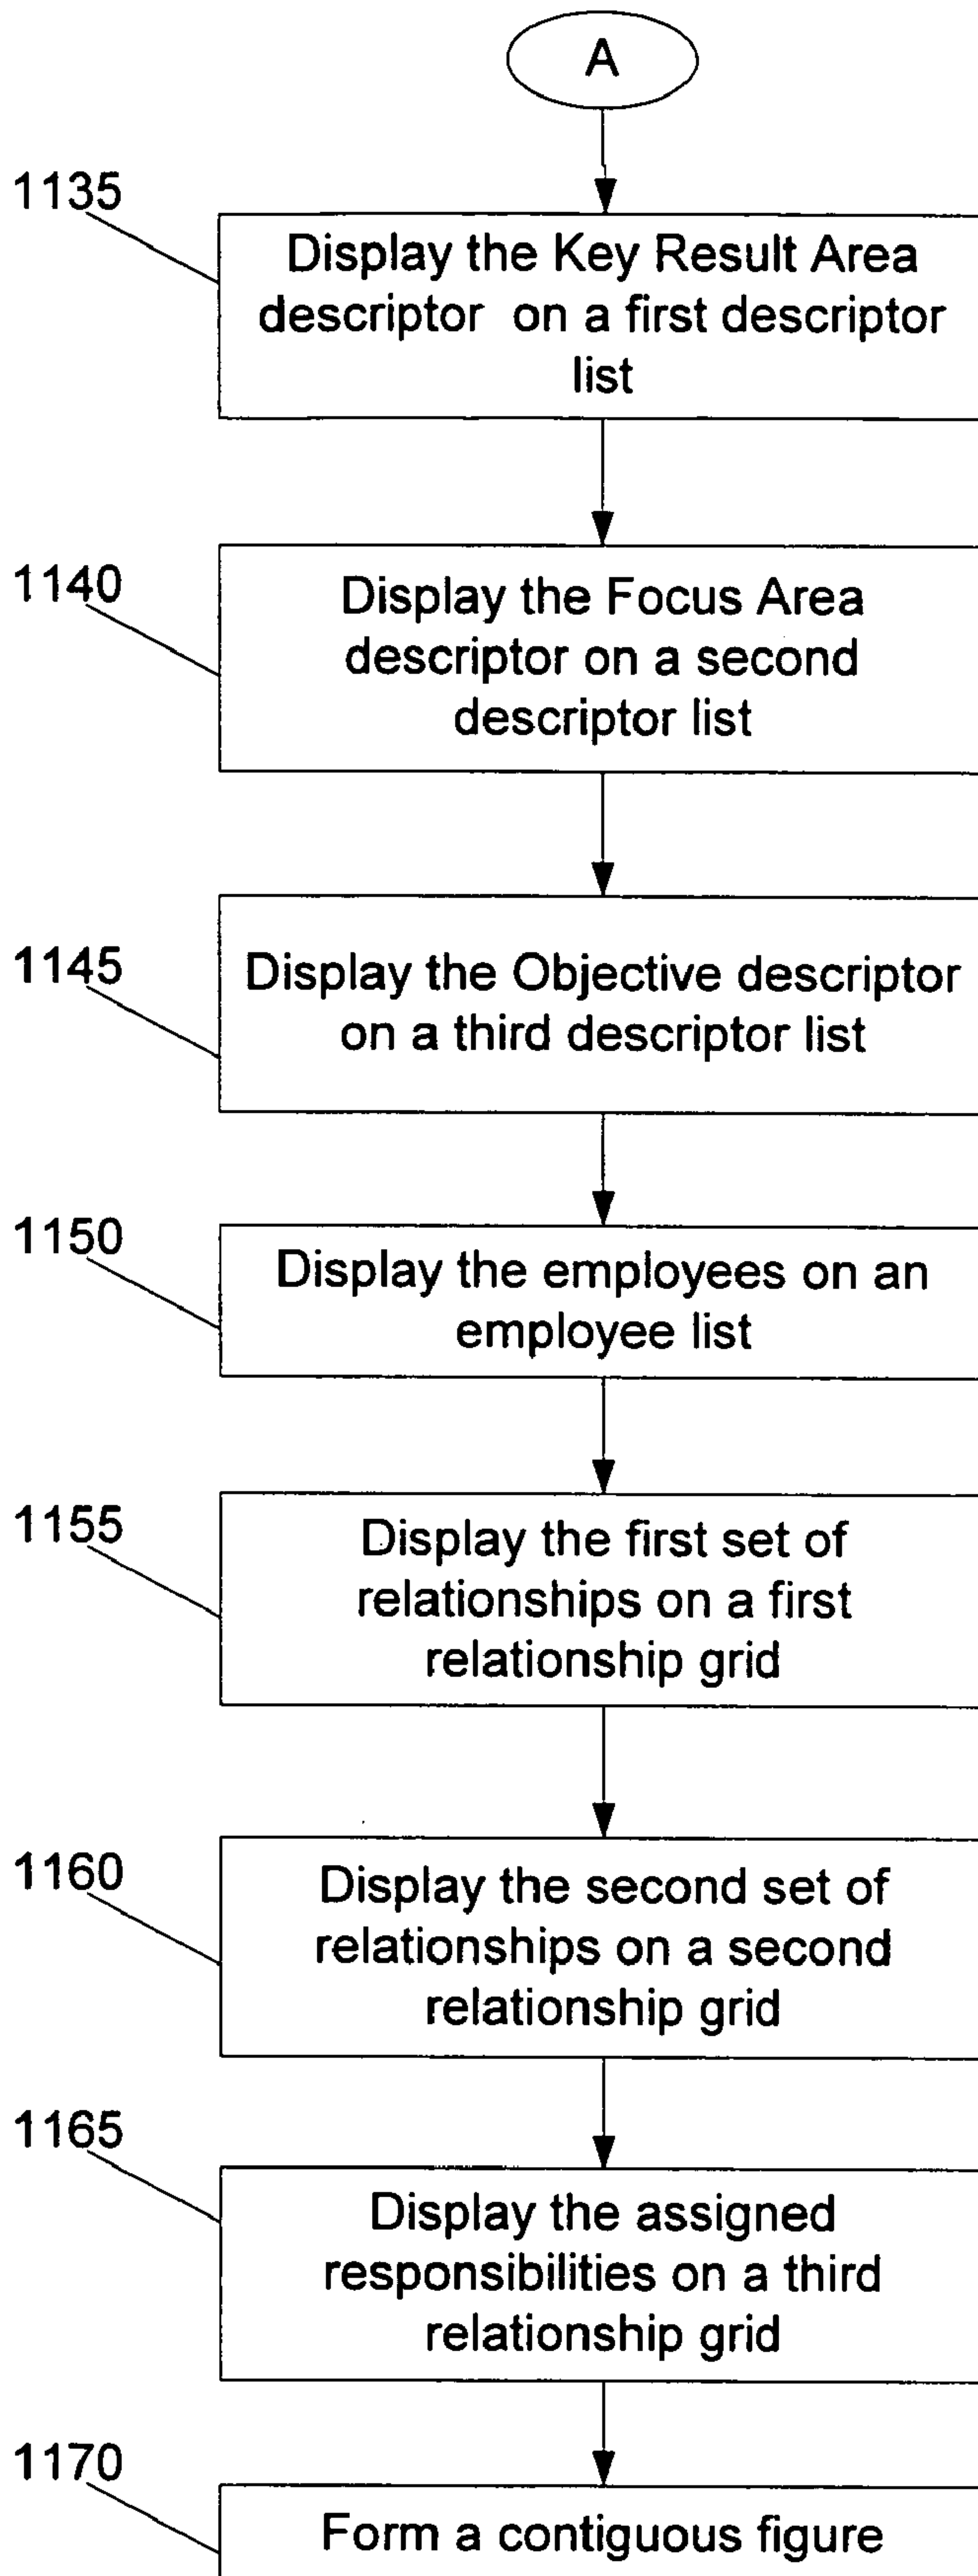 A
1135
Display the Key Result Area
descriptor on a first descriptor
list
1140
Display the Focus Area
descriptor on a second
descriptor list
1145
Display the Objective descriptor
on a third descriptor list
1150
Display the employees on an
employee list
1155
Display the first set of
relationships on a first
relationship grid
1160
Display the second set of
relationships on a second
relationship grid
1165
Display the assigned
responsibilities on a third
relationship grid
1170
Form a contiguous figure